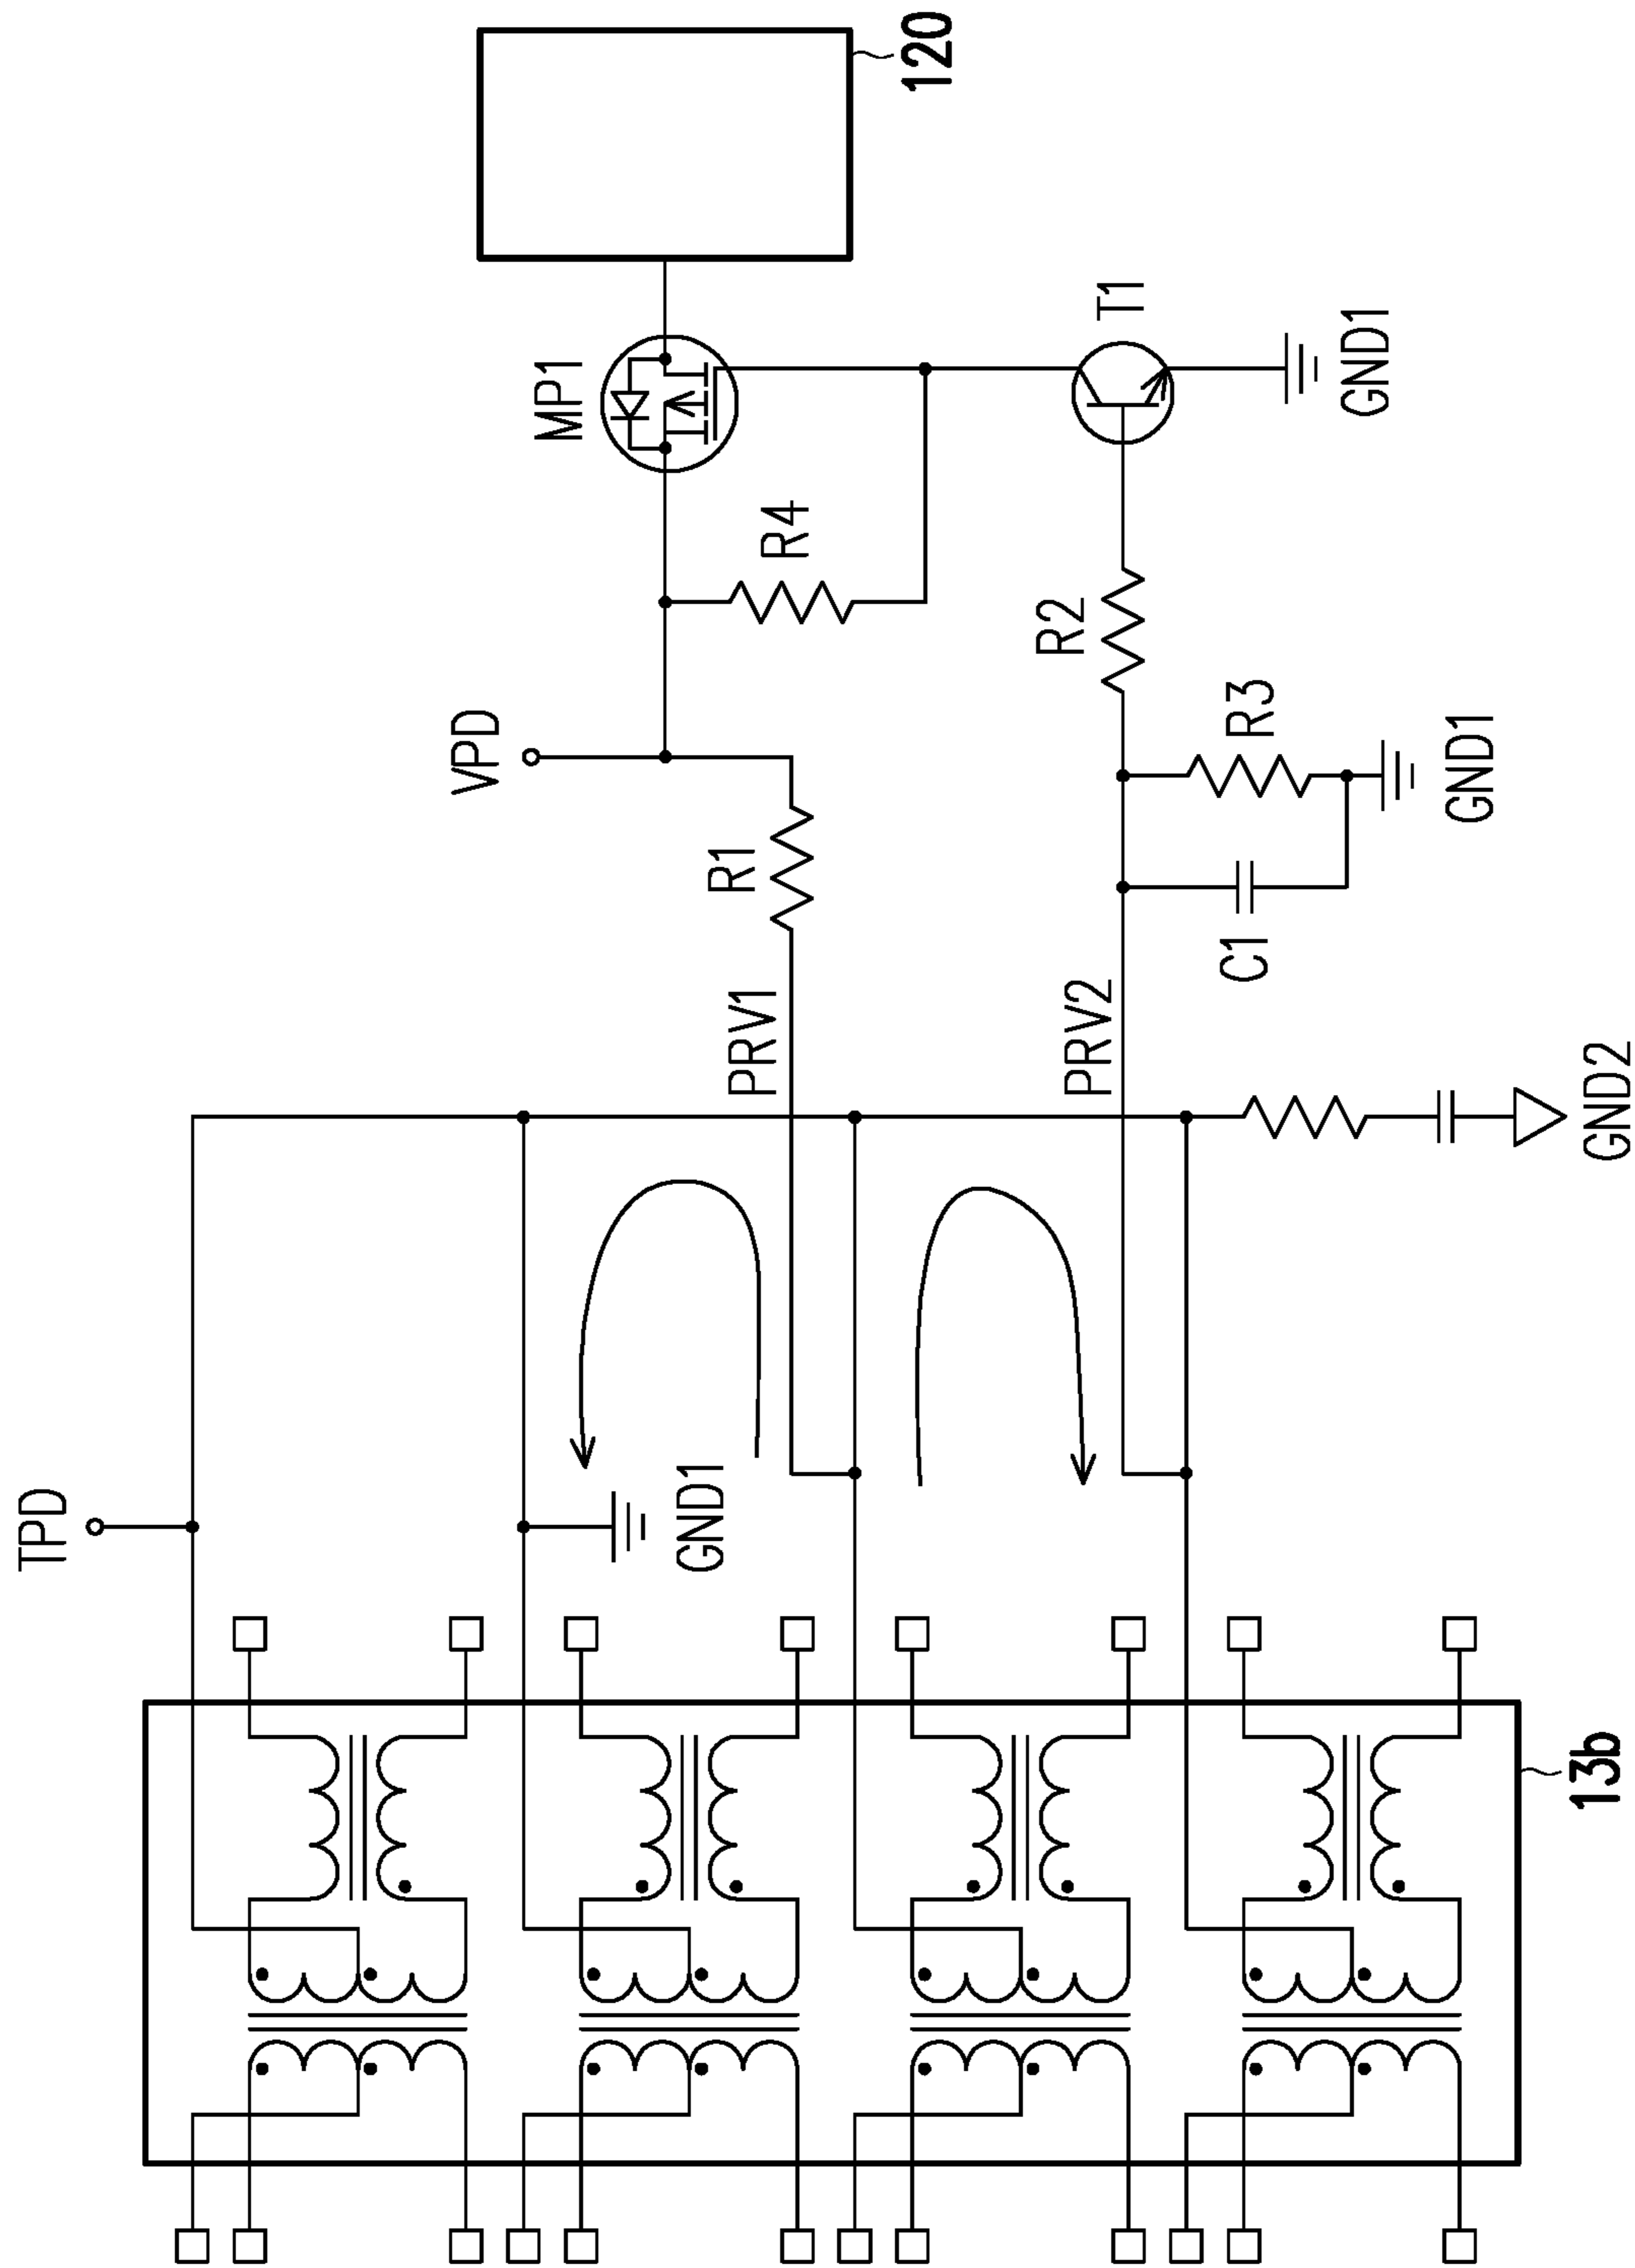 TPD
VPD
MP1
120
R4
R1
PRV1
GND1
PRV2
R2
T1
R3
C1
GND1
GND1
GND2
13b